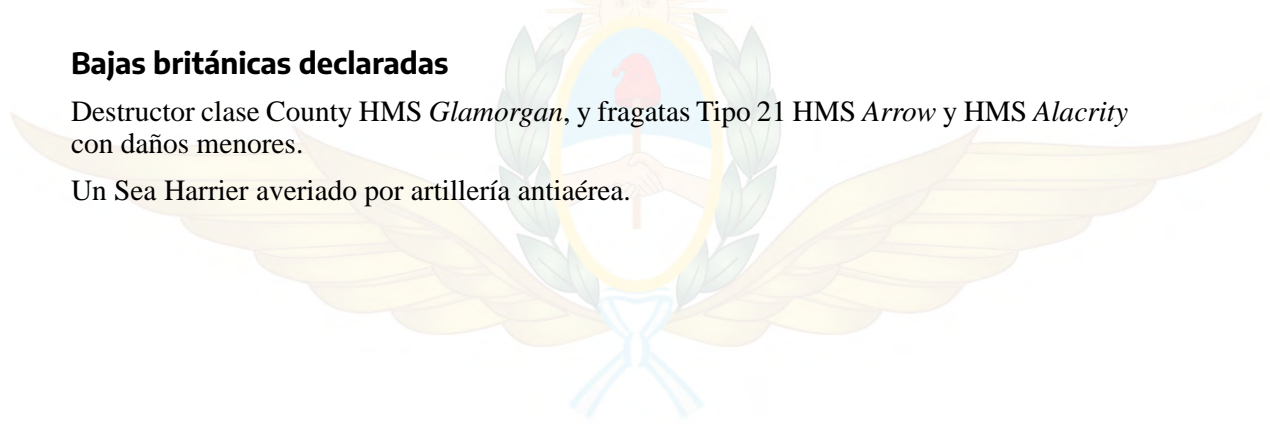 Bajas británicas declaradas
Destructor clase County HMS Glamorgan, y fragatas Tipo 21 HMS Arrow y HMS Alacrity
con daños menores.
Un Sea Harrier averiado por artillería antiaérea.